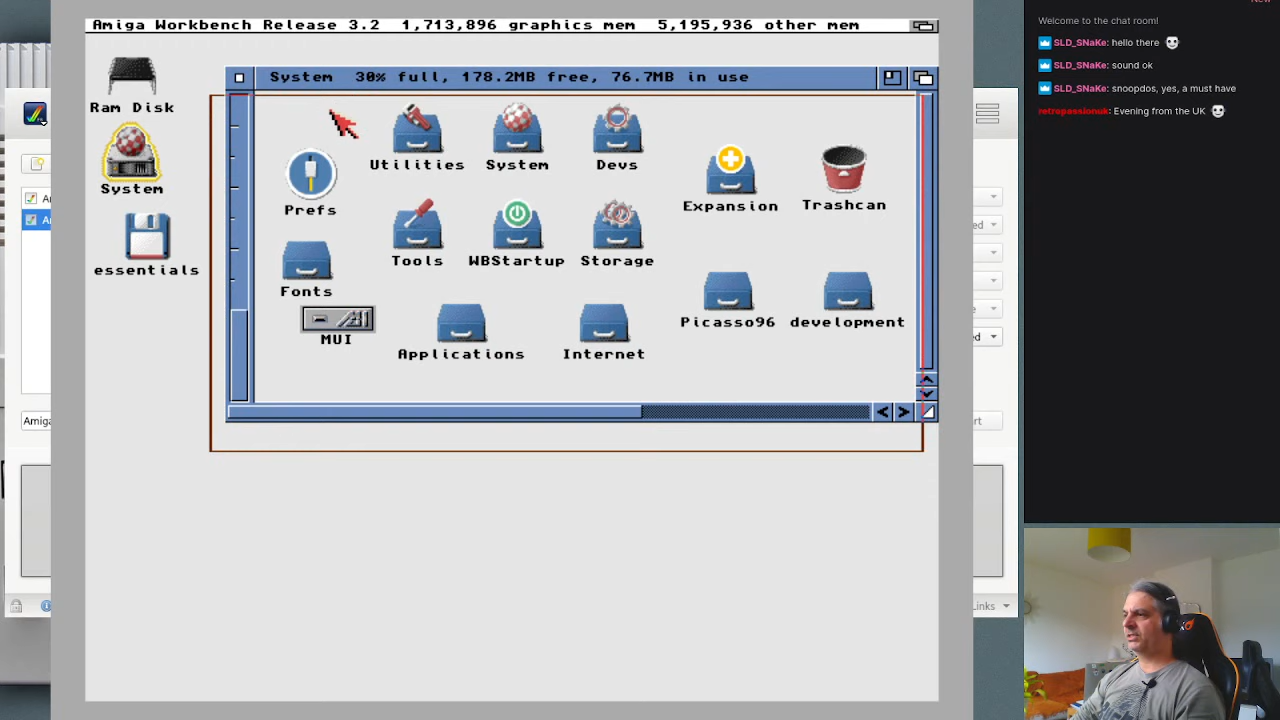 Amiga Workbench Release 3.2  1,713,896 graphics mem  5,195,936 other mem
Ram Disk
System
essentials
System  30% full, 178.2MB free, 76.7MB in use
Utilities
System
Devs
Prefs
Expansion
Trashcan
Tools
WBStartup
Storage
Fonts
MUI
Applications
Internet
Picasso96
development
Amiga
Links
New
Welcome to the chat room!
SLD_SNaKe: hello there
SLD_SNaKe: sound ok
SLD_SNaKe: snoopdos, yes, a must have
retropassionuk: Evening from the UK